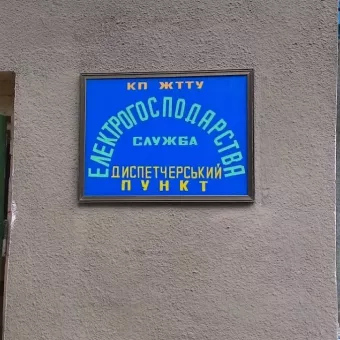 КП ЖТТУ
ЕЛЕКТРОГОСПОДАРСТВА
СЛУЖБА
ДИСПЕТЧЕРСЬКИЙ
ПУНКТ